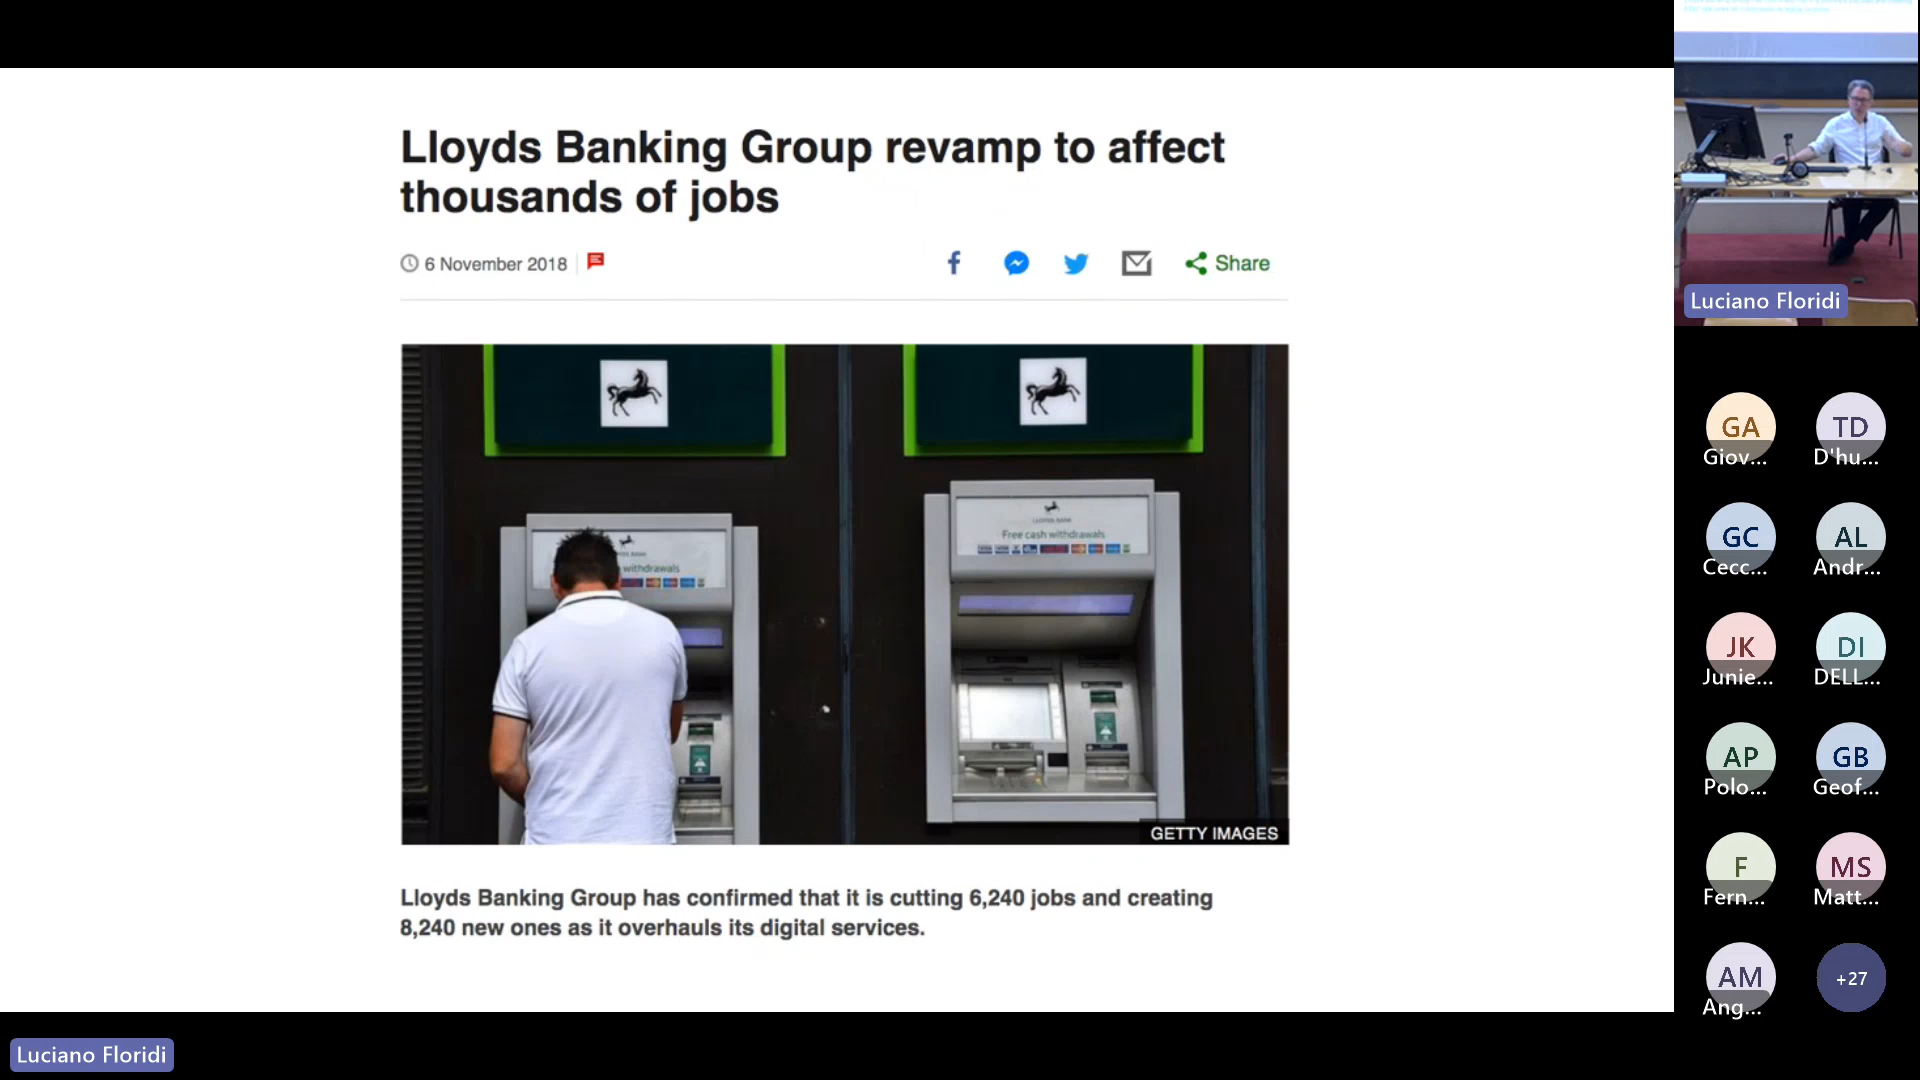 Lloyds Banking Group revamp to affect
thousands of jobs
6 November 2018
Share
Free cash withdrawals
withdrawals
GETTY IMAGES
Lloyds Banking Group has confirmed that it is cutting 6,240 jobs and creating
8,240 new ones as it overhauls its digital services.
Luciano Floridi
GA
Giov...
TD
D'hu...
GC
Cecc...
AL
Andr...
JK
Junie...
DI
DELL...
AP
Polo...
GB
Geof...
F
Fern...
MS
Matt...
AM
Ang...
+27
Luciano Floridi